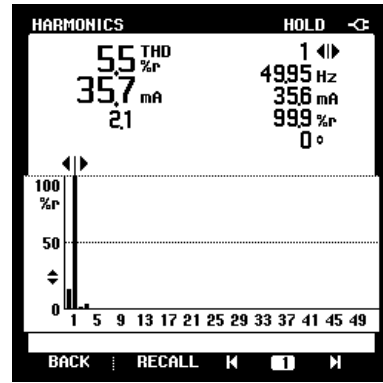 HARMONICS HOLD
5.5 THD %r 1
35.7 mA 49.95 Hz
2.1 35.6 mA
99.9 %r
0 °
100
%r
50
0
1 5 9 13 17 21 25 29 33 37 41 45 49
BACK RECALL 1